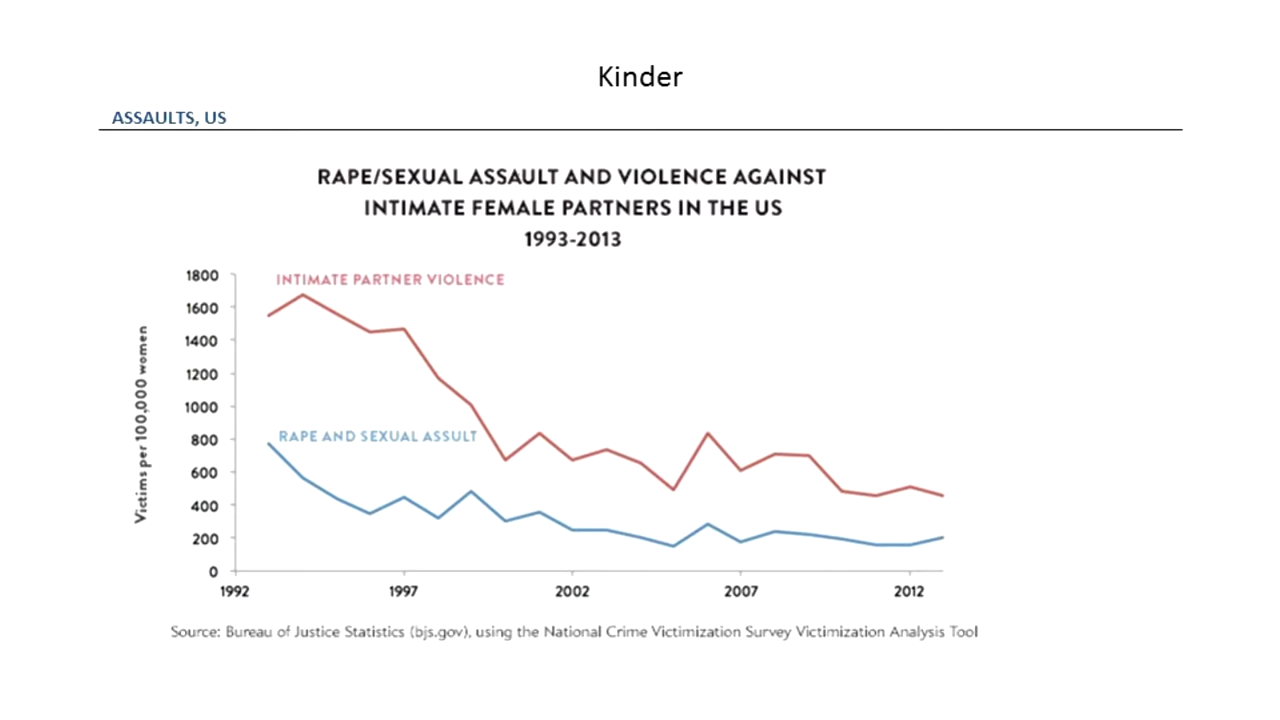 Kinder
ASSAULTS, US
RAPE/SEXUAL ASSAULT AND VIOLENCE AGAINST
INTIMATE FEMALE PARTNERS IN THE US
1993-2013
Victims per 100,000 women
1800
1600
1400
1200
1000
800
600
400
200
0
INTIMATE PARTNER VIOLENCE
RAPE AND SEXUAL ASSULT
1992
1997
2002
2007
2012
Source: Bureau of Justice Statistics (bjs.gov), using the National Crime Victimization Survey Victimization Analysis Tool